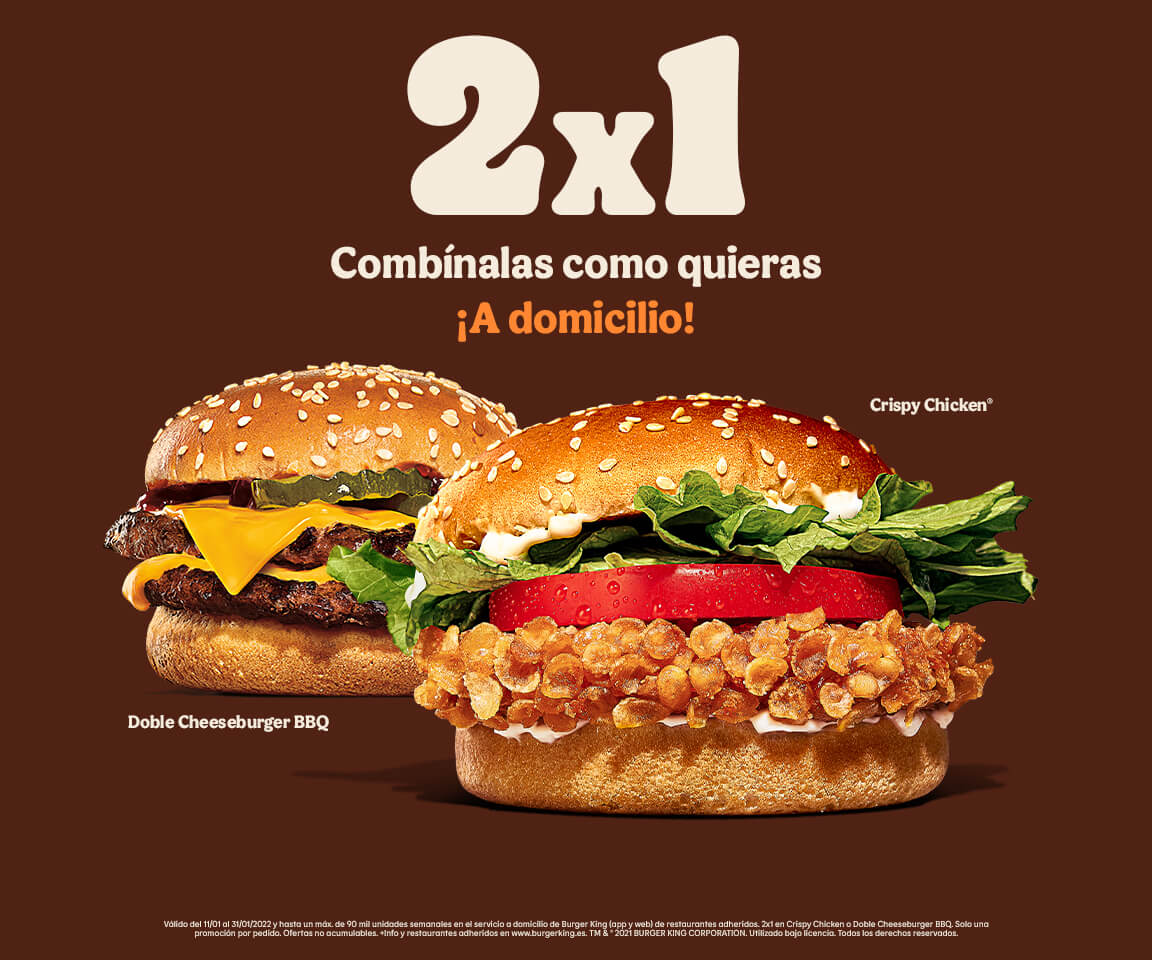 2x1
Combínalas como quieras
¡A domicilio!
Crispy Chicken®
Doble Cheeseburger BBQ
Válido del 11/01 al 31/01/2022 y hasta un máx. de 90 mil unidades semanales en el servicio a domicilio de Burger King (app y web) de restaurantes adheridos. 2x1 en Crispy Chicken o Doble Cheeseburger BBQ. Solo una
promoción por pedido. Ofertas no acumulables. +Info y restaurantes adheridos en www.burgerking.es. TM & ® 2021 BURGER KING CORPORATION. Utilizado bajo licencia. Todos los derechos reservados.